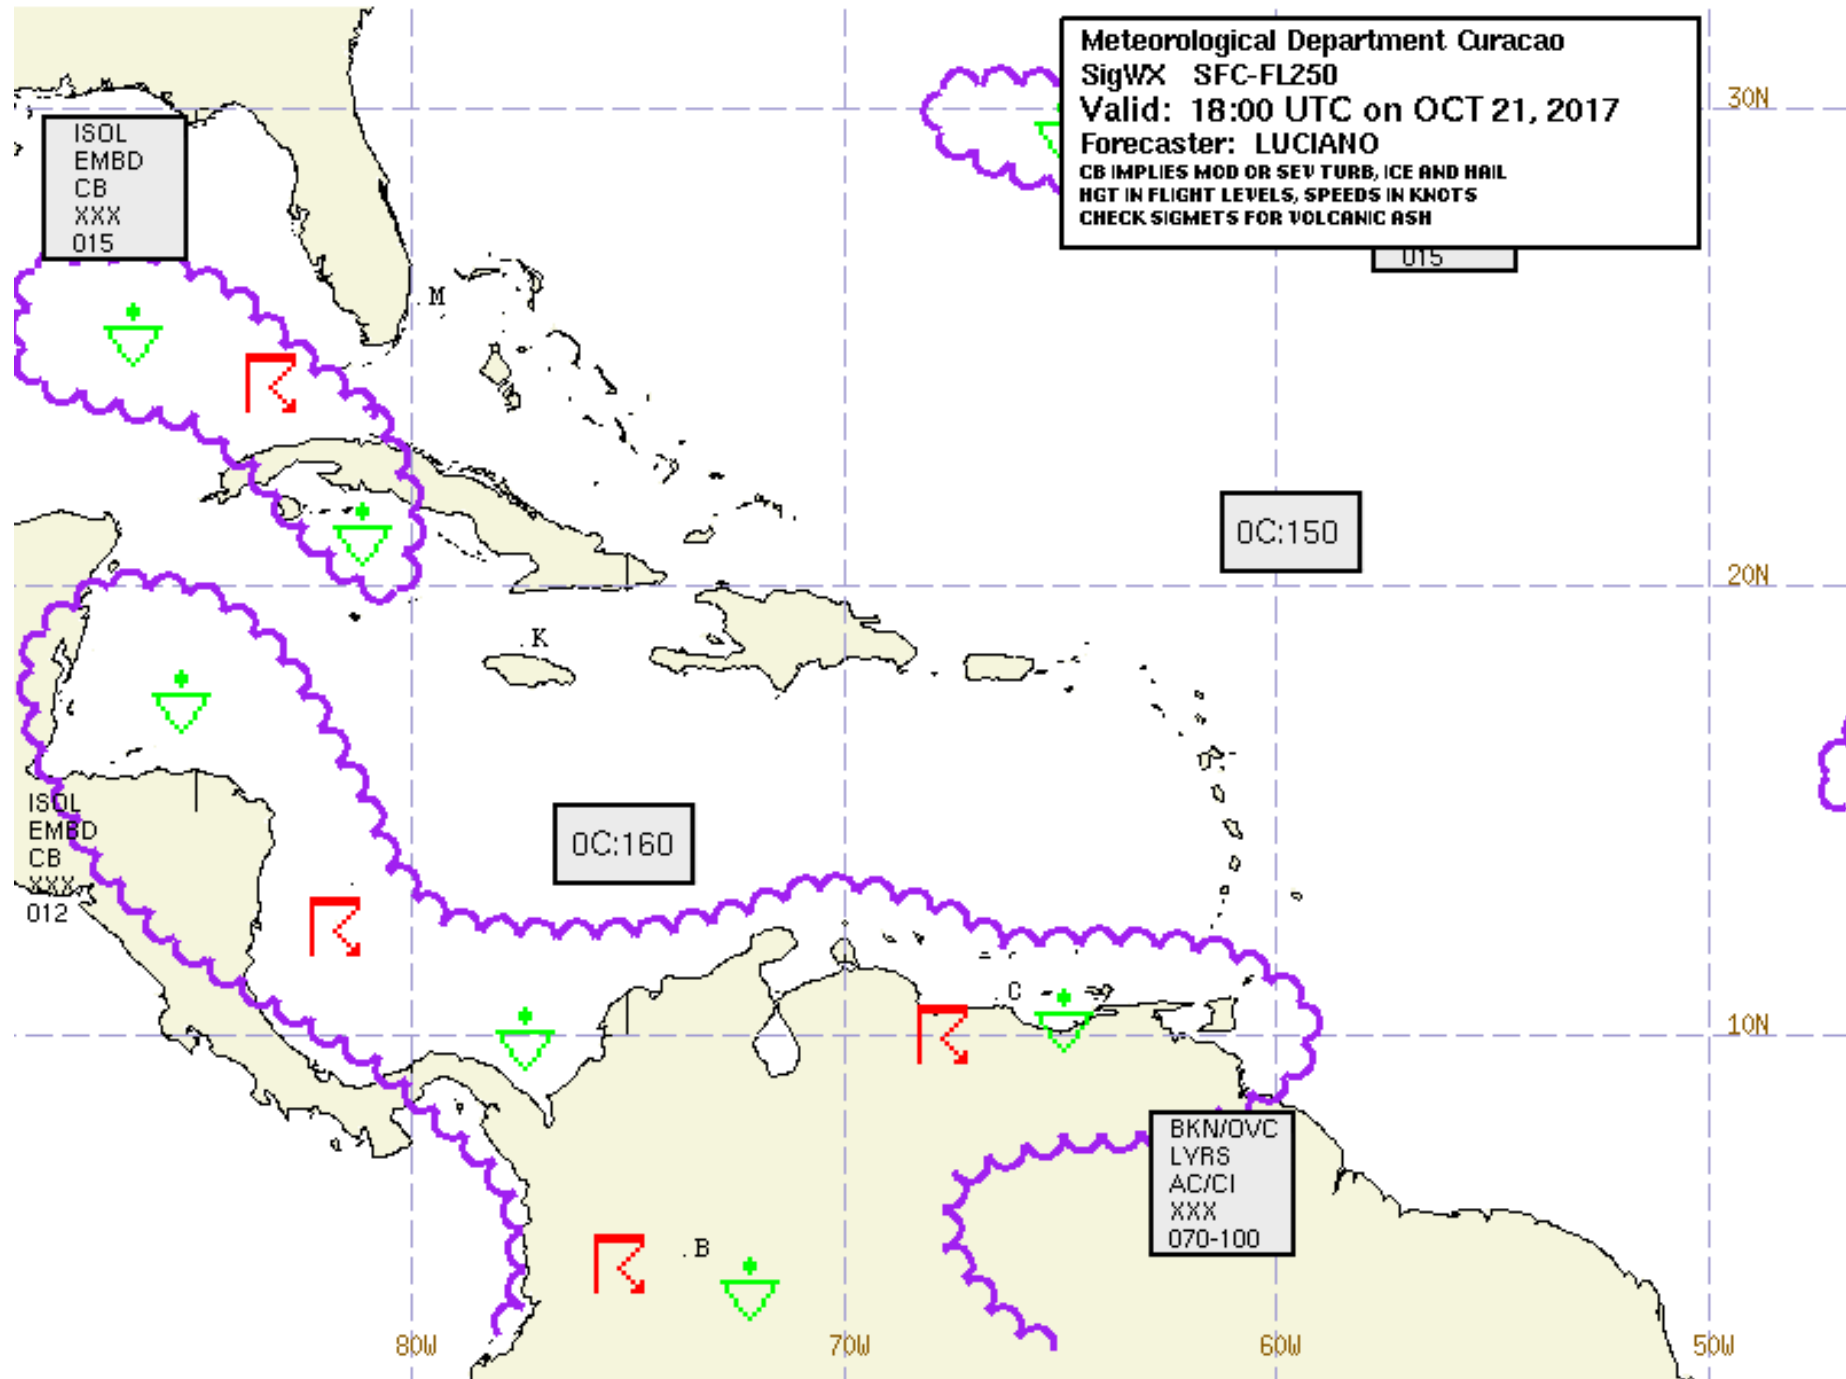 Meteorological Department Curacao
SigWX SFC-FL250
Valid: 18:00 UTC on OCT 21, 2017
Forecaster: LUCIANO
CB IMPLIES MOD OR SEV TURB, ICE AND HAIL
HGT IN FLIGHT LEVELS, SPEEDS IN KNOTS
CHECK SIGMETS FOR VOLCANIC ASH
30N
ISOL
EMBD
CB
XXX
015
015
M
0C:150
20N
K
ISOL
EMBD
CB
XXX
012
0C:160
C
10N
BKN/OVC
LYRS
AC/CI
XXX
070-100
B
80W
70W
60W
50W